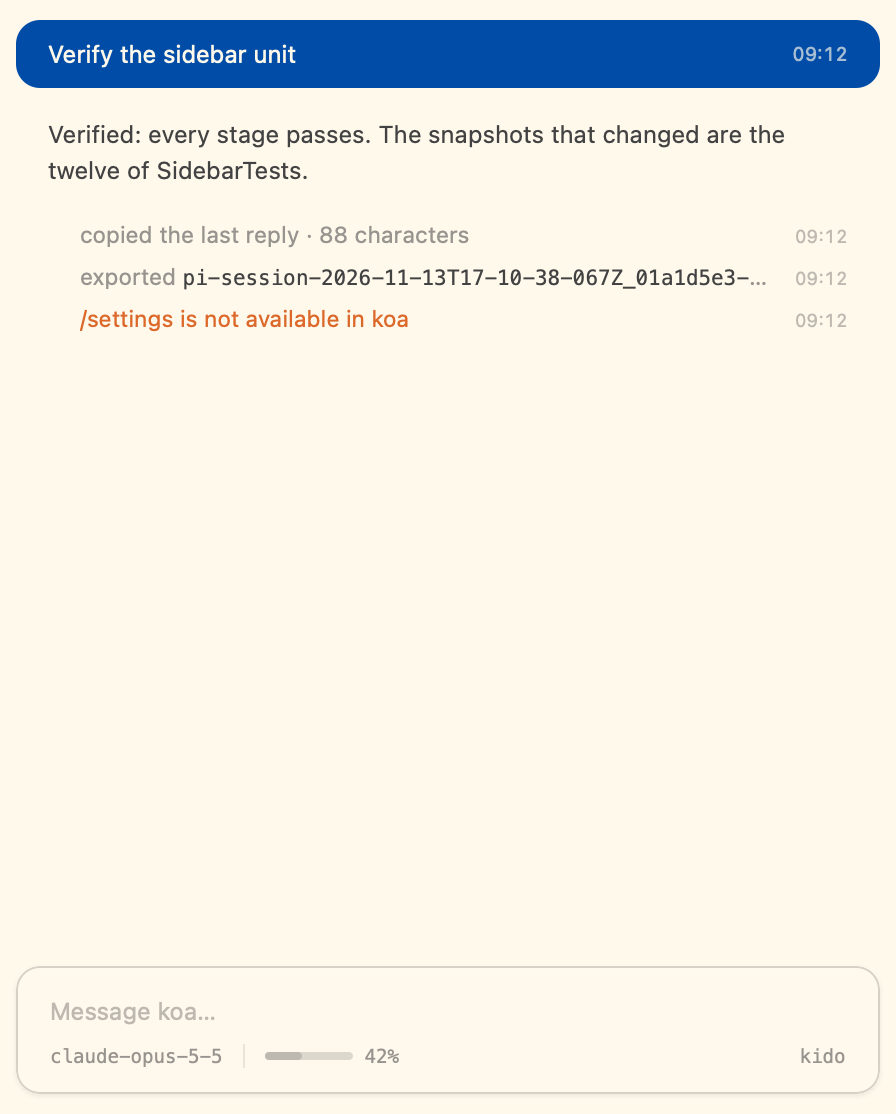 Verify the sidebar unit 09:12
Verified: every stage passes. The snapshots that changed are the
twelve of SidebarTests.
copied the last reply · 88 characters 09:12
exported pi-session-2026-11-13T17-10-38-067Z_01a1d5e3-… 09:12
/settings is not available in koa 09:12
Message koa…
claude-opus-5-5 42% kido